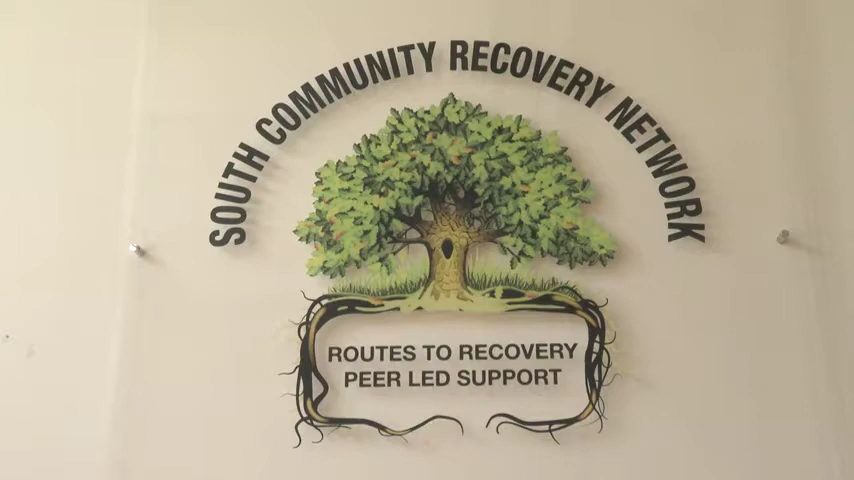 SOUTH COMMUNITY RECOVERY NETWORK
ROUTES TO RECOVERY
PEER LED SUPPORT